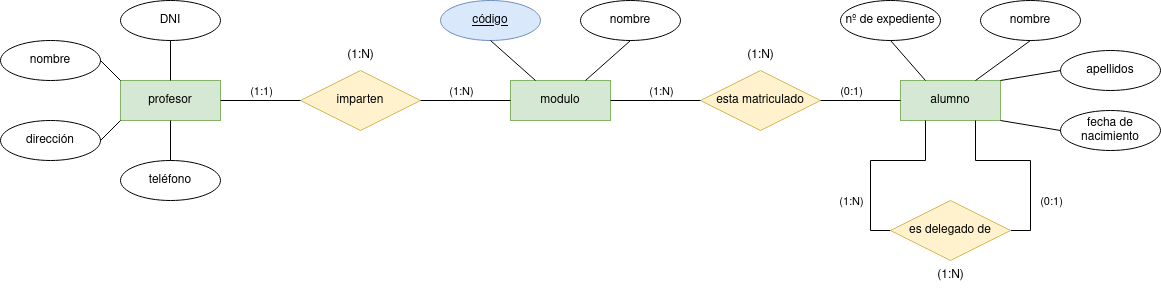 DNI
código
nombre
nº de expediente
nombre
nombre
(1:N)
(1:N)
apellidos
profesor
(1:1)
imparten
(1:N)
modulo
(1:N)
esta matriculado
(0:1)
alumno
dirección
fecha de
nacimiento
teléfono
(1:N)
(0:1)
es delegado de
(1:N)